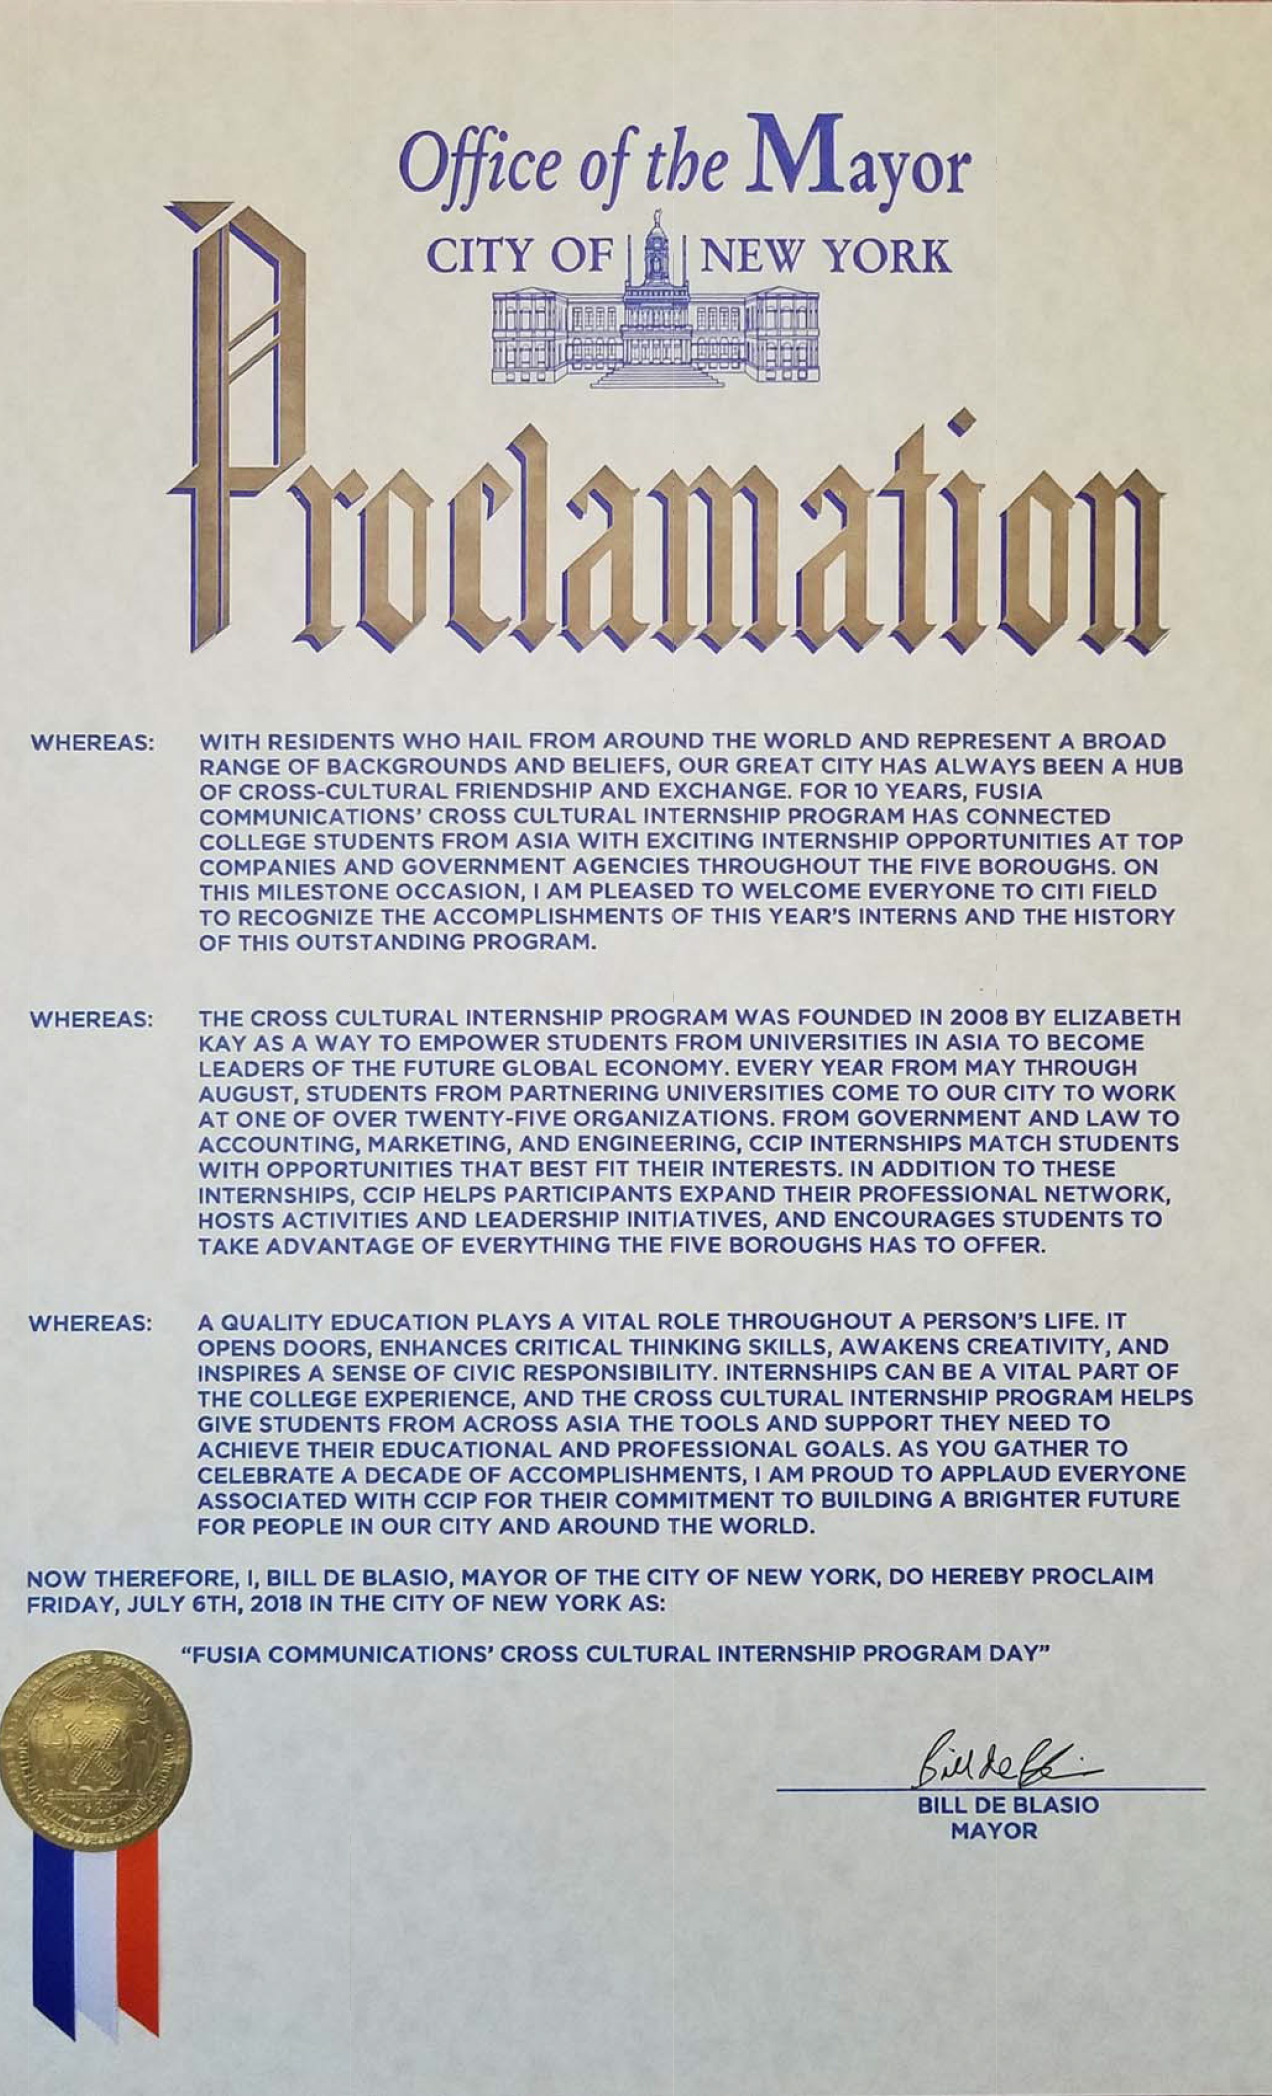 Office of the Mayor
CITY OF NEW YORK
Proclamation
WHEREAS: WITH RESIDENTS WHO HAIL FROM AROUND THE WORLD AND REPRESENT A BROAD
RANGE OF BACKGROUNDS AND BELIEFS, OUR GREAT CITY HAS ALWAYS BEEN A HUB
OF CROSS-CULTURAL FRIENDSHIP AND EXCHANGE. FOR 10 YEARS, FUSIA
COMMUNICATIONS' CROSS CULTURAL INTERNSHIP PROGRAM HAS CONNECTED
COLLEGE STUDENTS FROM ASIA WITH EXCITING INTERNSHIP OPPORTUNITIES AT TOP
COMPANIES AND GOVERNMENT AGENCIES THROUGHOUT THE FIVE BOROUGHS. ON
THIS MILESTONE OCCASION, I AM PLEASED TO WELCOME EVERYONE TO CITI FIELD
TO RECOGNIZE THE ACCOMPLISHMENTS OF THIS YEAR'S INTERNS AND THE HISTORY
OF THIS OUTSTANDING PROGRAM.
WHEREAS: THE CROSS CULTURAL INTERNSHIP PROGRAM WAS FOUNDED IN 2008 BY ELIZABETH
KAY AS A WAY TO EMPOWER STUDENTS FROM UNIVERSITIES IN ASIA TO BECOME
LEADERS OF THE FUTURE GLOBAL ECONOMY. EVERY YEAR FROM MAY THROUGH
AUGUST, STUDENTS FROM PARTNERING UNIVERSITIES COME TO OUR CITY TO WORK
AT ONE OF OVER TWENTY-FIVE ORGANIZATIONS. FROM GOVERNMENT AND LAW TO
ACCOUNTING, MARKETING, AND ENGINEERING, CCIP INTERNSHIPS MATCH STUDENTS
WITH OPPORTUNITIES THAT BEST FIT THEIR INTERESTS. IN ADDITION TO THESE
INTERNSHIPS, CCIP HELPS PARTICIPANTS EXPAND THEIR PROFESSIONAL NETWORK,
HOSTS ACTIVITIES AND LEADERSHIP INITIATIVES, AND ENCOURAGES STUDENTS TO
TAKE ADVANTAGE OF EVERYTHING THE FIVE BOROUGHS HAS TO OFFER.
WHEREAS: A QUALITY EDUCATION PLAYS A VITAL ROLE THROUGHOUT A PERSON'S LIFE. IT
OPENS DOORS, ENHANCES CRITICAL THINKING SKILLS, AWAKENS CREATIVITY, AND
INSPIRES A SENSE OF CIVIC RESPONSIBILITY. INTERNSHIPS CAN BE A VITAL PART OF
THE COLLEGE EXPERIENCE, AND THE CROSS CULTURAL INTERNSHIP PROGRAM HELPS
GIVE STUDENTS FROM ACROSS ASIA THE TOOLS AND SUPPORT THEY NEED TO
ACHIEVE THEIR EDUCATIONAL AND PROFESSIONAL GOALS. AS YOU GATHER TO
CELEBRATE A DECADE OF ACCOMPLISHMENTS, I AM PROUD TO APPLAUD EVERYONE
ASSOCIATED WITH CCIP FOR THEIR COMMITMENT TO BUILDING A BRIGHTER FUTURE
FOR PEOPLE IN OUR CITY AND AROUND THE WORLD.
NOW THEREFORE, I, BILL DE BLASIO, MAYOR OF THE CITY OF NEW YORK, DO HEREBY PROCLAIM
FRIDAY, JULY 6TH, 2018 IN THE CITY OF NEW YORK AS:
“FUSIA COMMUNICATIONS' CROSS CULTURAL INTERNSHIP PROGRAM DAY”
BILL DE BLASIO
MAYOR